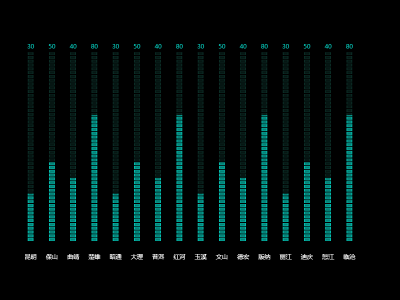 30 50 40 80 30 50 40 80 30 50 40 80 30 50 40 80
昆明 保山 曲靖 楚雄 昭通 大理 普洱 红河 玉溪 文山 德宏 版纳 丽江 迪庆 怒江 临沧